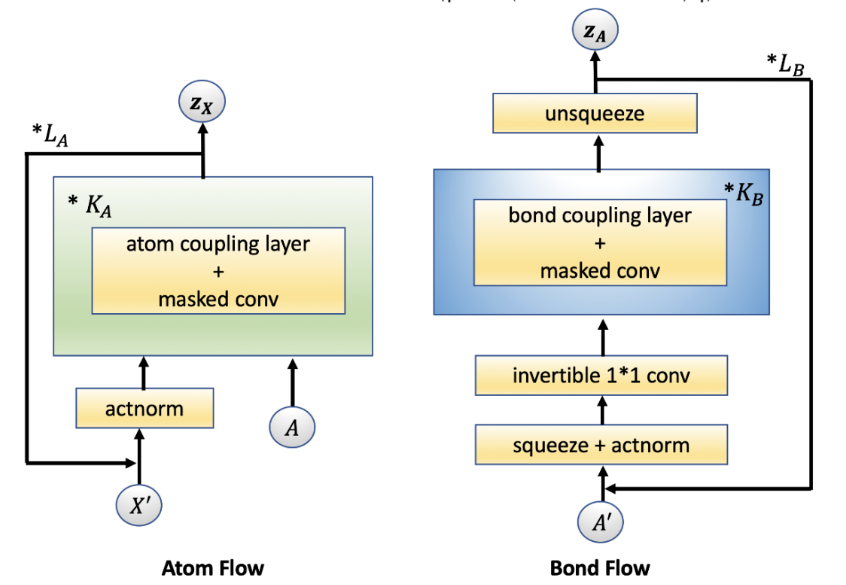 z_X
*L_A
* K_A
atom coupling layer
+
masked conv
actnorm
A
X'
Atom Flow
z_A
*L_B
unsqueeze
*K_B
bond coupling layer
+
masked conv
invertible 1*1 conv
squeeze + actnorm
A'
Bond Flow